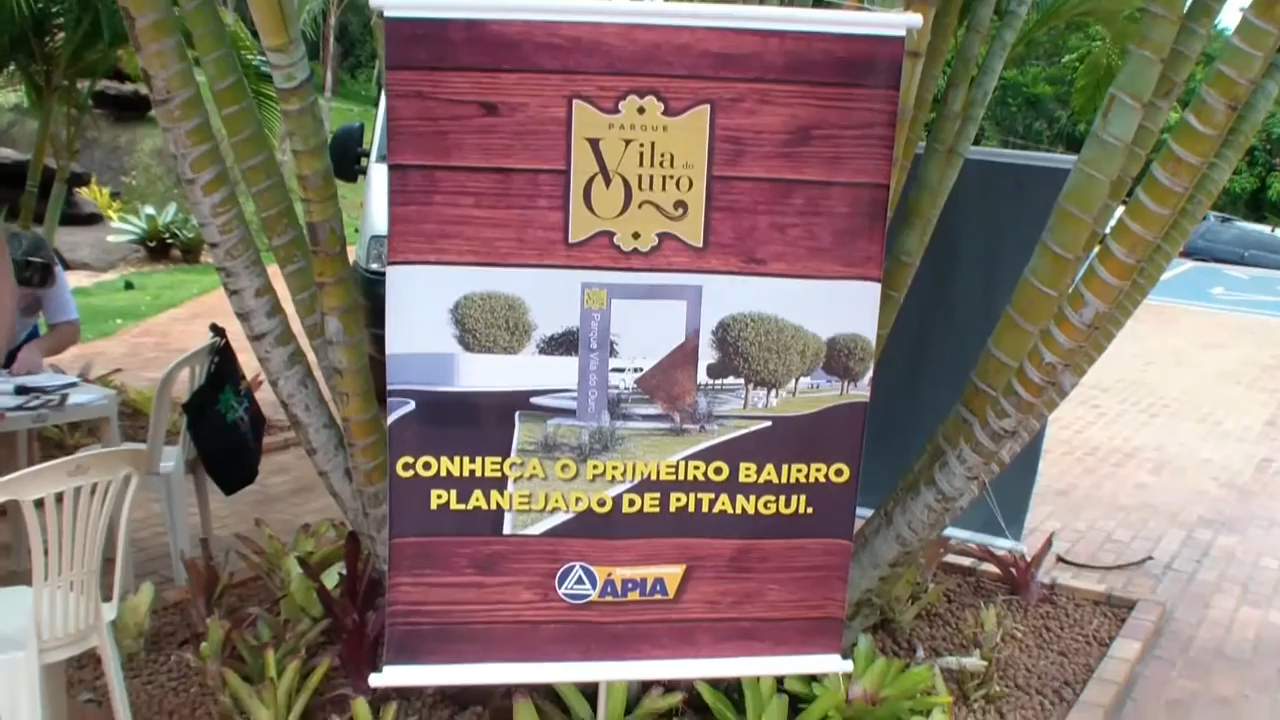 PARQUE
Vila do
Ouro
Parque Vila do Ouro
CONHEÇA O PRIMEIRO BAIRRO
PLANEJADO DE PITANGUI.
ÁPIA